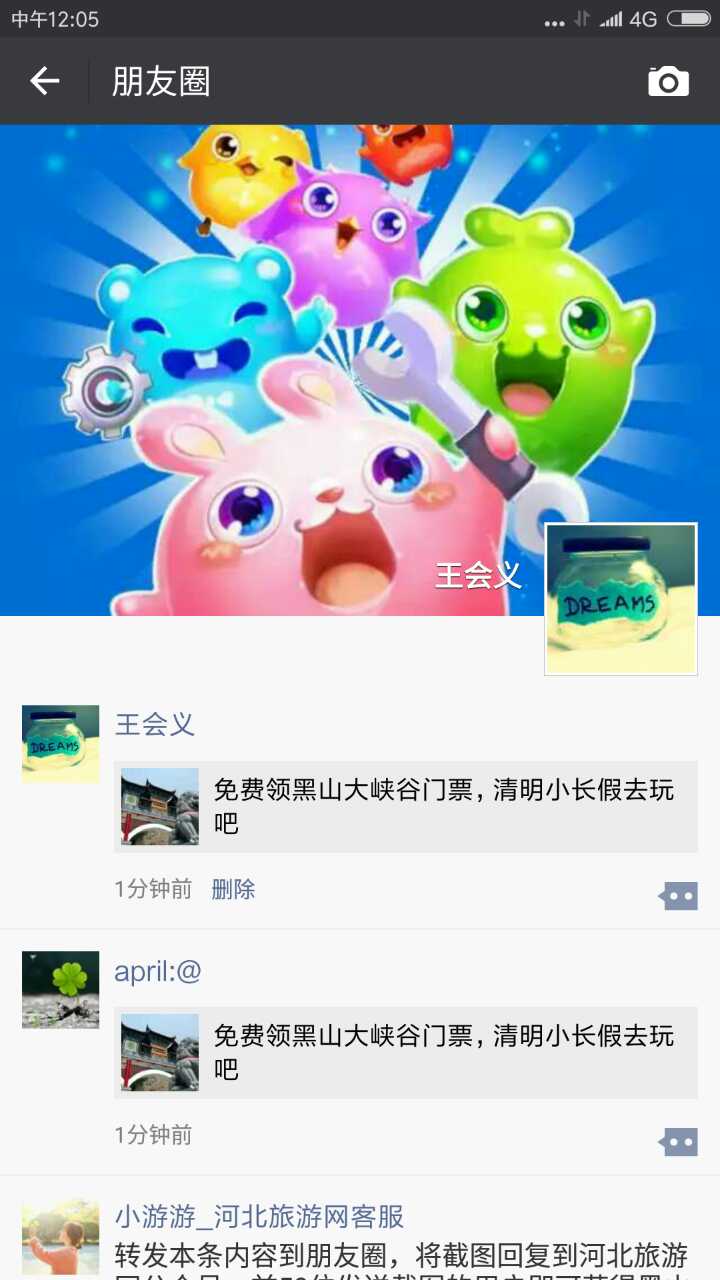 中午12:05
4G
朋友圈
王会义
DREAMS
DREAMS
王会义
免费领黑山大峡谷门票，清明小长假去玩
吧
1分钟前 删除
april:@
免费领黑山大峡谷门票，清明小长假去玩
吧
1分钟前
小游游_河北旅游网客服
转发本条内容到朋友圈，将截图回复到河北旅游